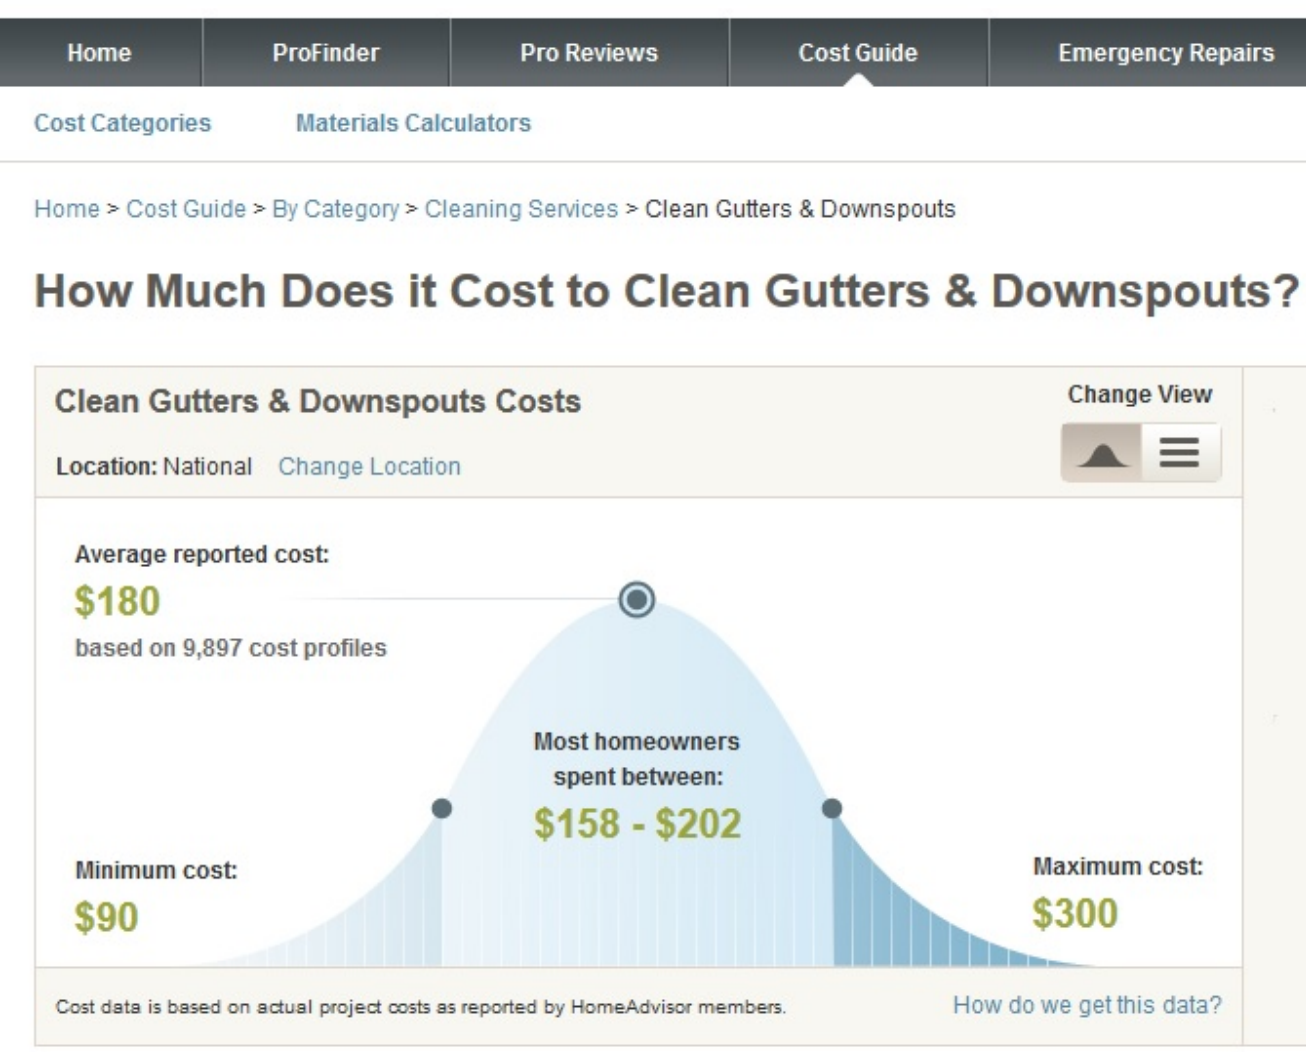 Home ProFinder Pro Reviews Cost Guide Emergency Repairs
Cost Categories Materials Calculators
Home > Cost Guide > By Category > Cleaning Services > Clean Gutters & Downspouts
How Much Does it Cost to Clean Gutters & Downspouts?
Clean Gutters & Downspouts Costs
Change View
Location: National Change Location
Average reported cost:
$180
based on 9,897 cost profiles
Most homeowners
spent between:
$158 - $202
Minimum cost:
$90
Maximum cost:
$300
Cost data is based on actual project costs as reported by HomeAdvisor members.
How do we get this data?